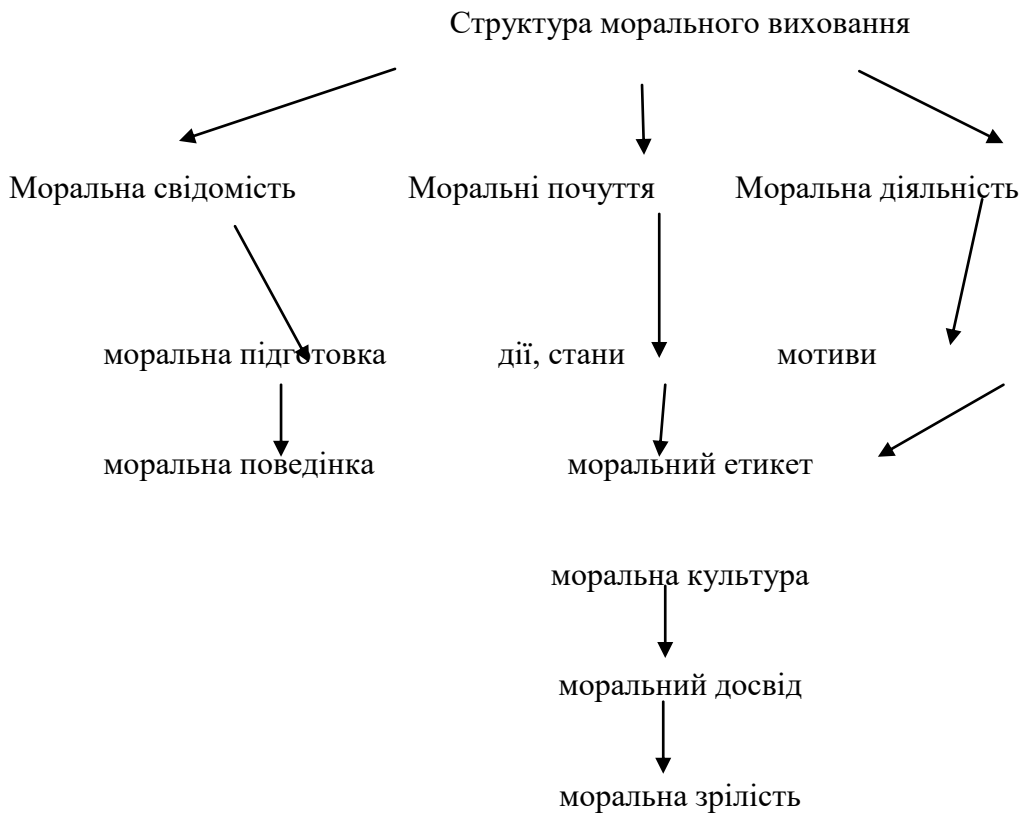 Структура морального виховання
Моральна свідомість Моральні почуття Моральна діяльність
моральна підготовка дії, стани мотиви
моральна поведінка моральний етикет
моральна культура
моральний досвід
моральна зрілість